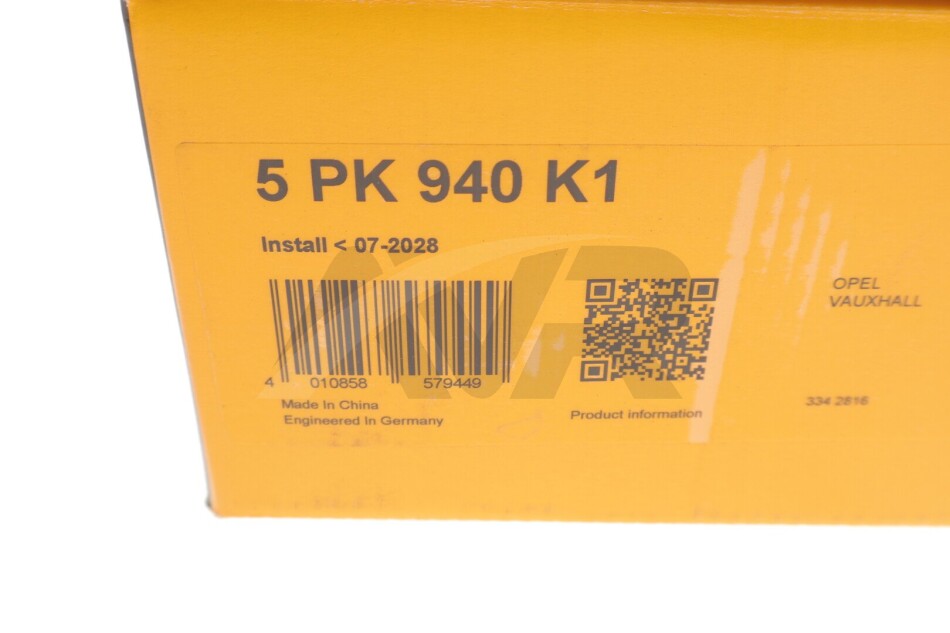 5 PK 940 K1
Install < 07-2028
OPEL
VAUXHALL
4 010858 579449
Made In China
Engineered In Germany
Product information
334 2816
AVR